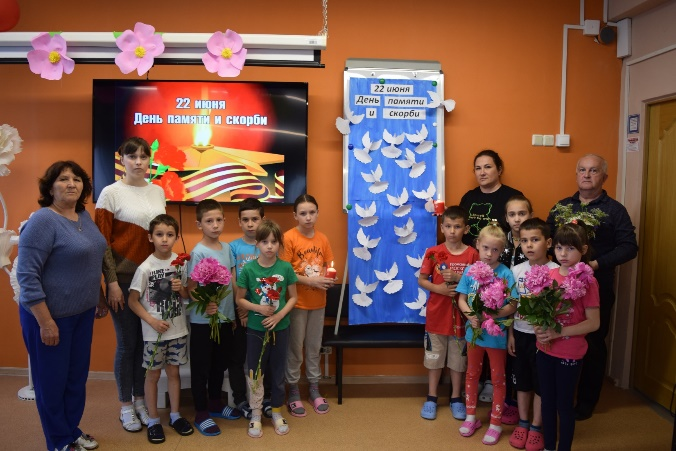 22 июня
День памяти и скорби
22 июня
День памяти
и скорби